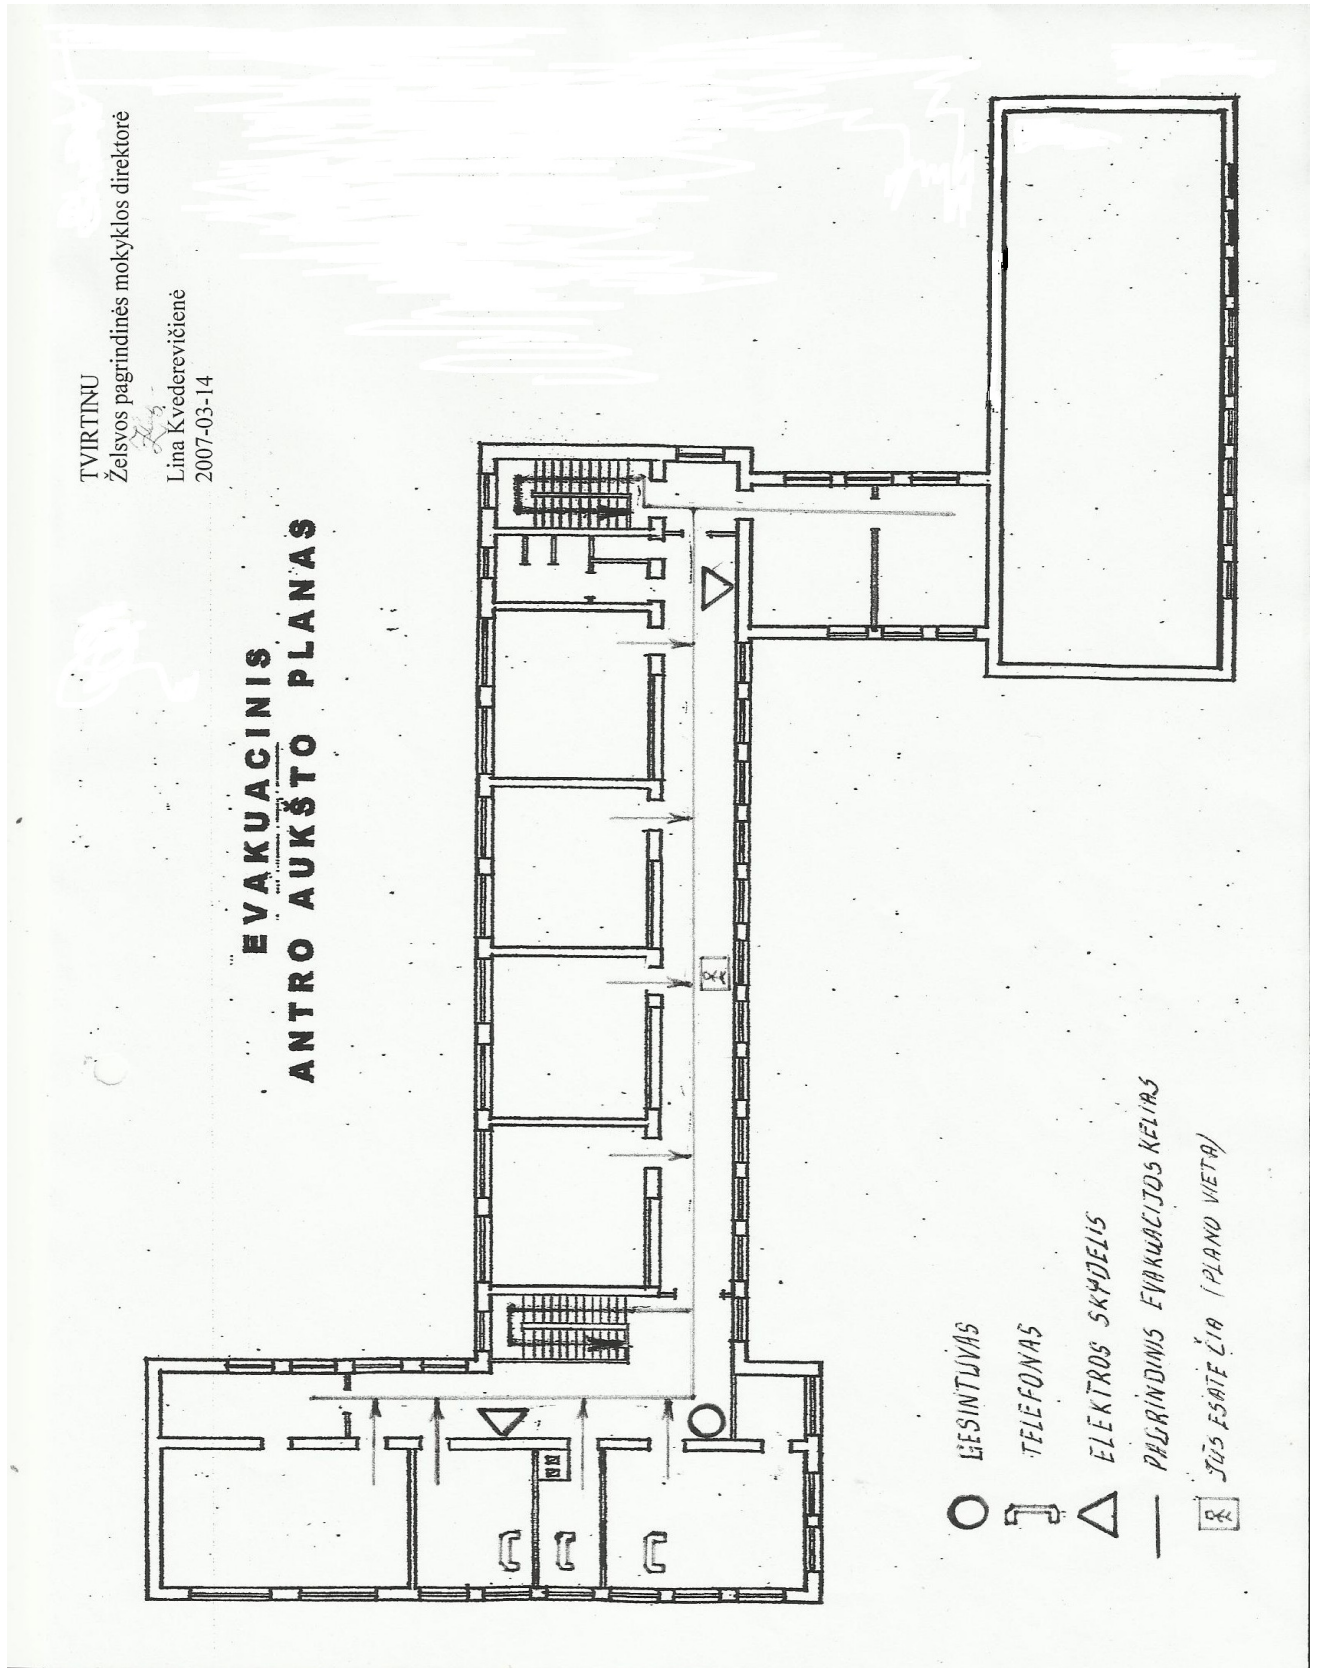 TVIRTINU
Želsvos pagrindinės mokyklos direktorė
Lina Kvederevičienė
2007-03-14
EVAKUACINIS
ANTRO AUKŠTO PLANAS
GESINTUVAS
TELEFONAS
ELEKTROS SKYDELIS
PAGRINDINIS EVAKUACIJOS KELIAS
JŪS ESATE ČIA (PLANO VIETA)